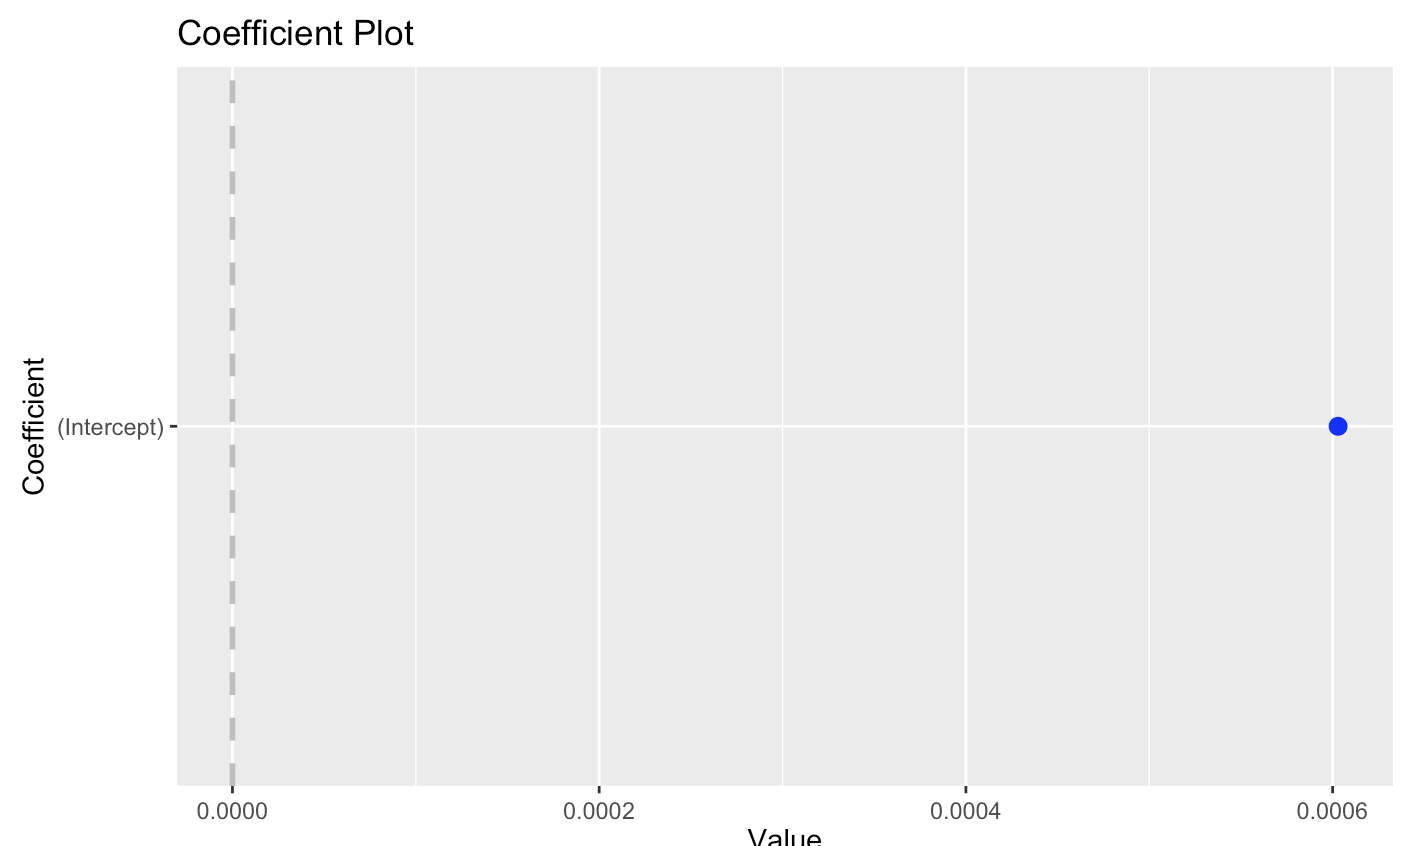 Coefficient Plot
Coefficient
(Intercept)
0.0000
0.0002
0.0004
0.0006
Value